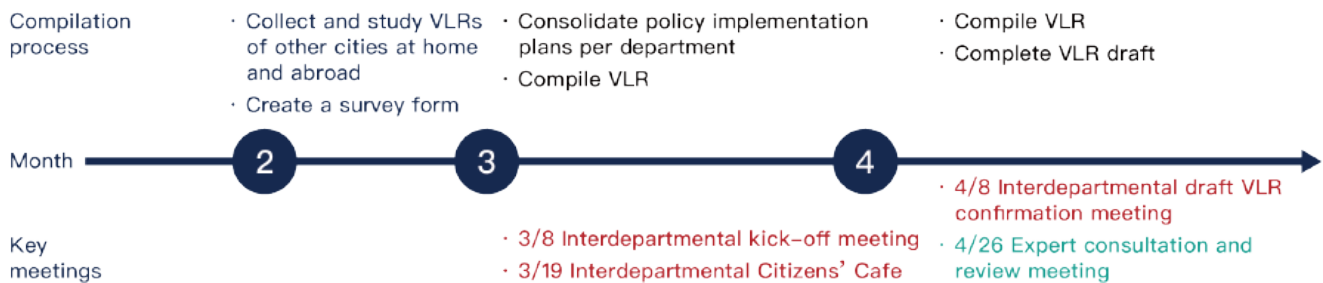 Compilation
process
· Collect and study VLRs
of other cities at home
and abroad
· Create a survey form
· Consolidate policy implementation
plans per department
· Compile VLR
· Compile VLR
· Complete VLR draft
Month
2
3
4
Key
meetings
· 3/8 Interdepartmental kick–off meeting
· 3/19 Interdepartmental Citizens’ Cafe
· 4/8 Interdepartmental draft VLR
confirmation meeting
· 4/26 Expert consultation and
review meeting